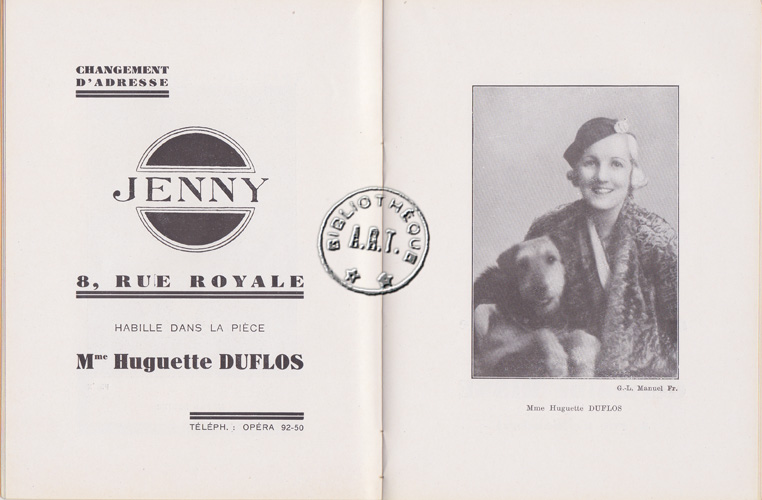 CHANGEMENT
D'ADRESSE
JENNY
8, RUE ROYALE
HABILLE DANS LA PIÈCE
Mme Huguette DUFLOS
TÉLÉPH. : OPÉRA 92-50
BIBLIOTHÈQUE
A.R.T.
G.-L. Manuel Fr.
Mme Huguette DUFLOS